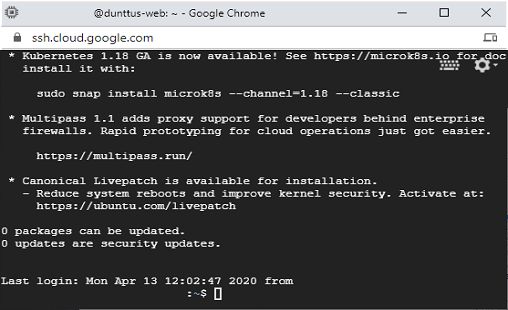 @dunttus-web: ~ - Google Chrome
ssh.cloud.google.com
* Kubernetes 1.18 GA is now available! See https://microk8s.io for doc
install it with:
sudo snap install microk8s --channel=1.18 --classic
* Multipass 1.1 adds proxy support for developers behind enterprise
firewalls. Rapid prototyping for cloud operations just got easier.
https://multipass.run/
* Canonical Livepatch is available for installation.
- Reduce system reboots and improve kernel security. Activate at:
https://ubuntu.com/livepatch
0 packages can be updated.
0 updates are security updates.
Last login: Mon Apr 13 12:02:47 2020 from
:~$